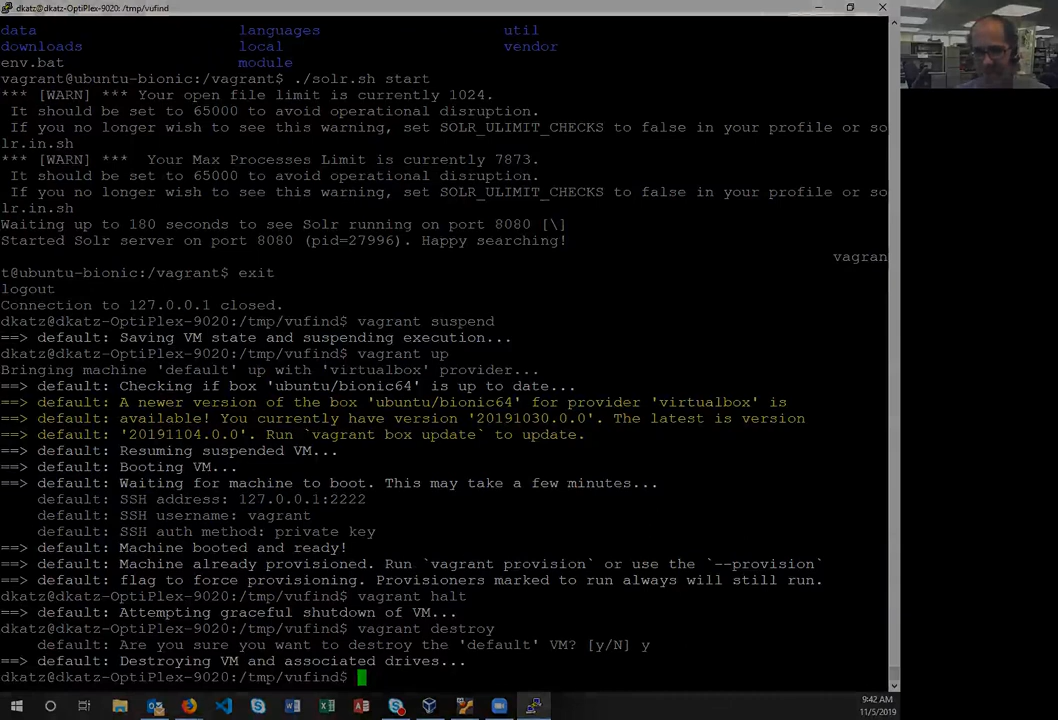 dkatz@dkatz-OptiPlex-9020: /tmp/vufind
data languages util
downloads local vendor
env.bat module
vagrant@ubuntu-bionic:/vagrant$ ./solr.sh start
*** [WARN] *** Your open file limit is currently 1024.
It should be set to 65000 to avoid operational disruption.
If you no longer wish to see this warning, set SOLR_ULIMIT_CHECKS to false in your profile or so
lr.in.sh
*** [WARN] ***  Your Max Processes Limit is currently 7873.
It should be set to 65000 to avoid operational disruption.
If you no longer wish to see this warning, set SOLR_ULIMIT_CHECKS to false in your profile or so
lr.in.sh
Waiting up to 180 seconds to see Solr running on port 8080 [\]
Started Solr server on port 8080 (pid=27996). Happy searching!
vagran
t@ubuntu-bionic:/vagrant$ exit
logout
Connection to 127.0.0.1 closed.
dkatz@dkatz-OptiPlex-9020:/tmp/vufind$ vagrant suspend
==> default: Saving VM state and suspending execution...
dkatz@dkatz-OptiPlex-9020:/tmp/vufind$ vagrant up
Bringing machine 'default' up with 'virtualbox' provider...
==> default: Checking if box 'ubuntu/bionic64' is up to date...
==> default: A newer version of the box 'ubuntu/bionic64' for provider 'virtualbox' is
==> default: available! You currently have version '20191030.0.0'. The latest is version
==> default: '20191104.0.0'. Run `vagrant box update` to update.
==> default: Resuming suspended VM...
==> default: Booting VM...
==> default: Waiting for machine to boot. This may take a few minutes...
default: SSH address: 127.0.0.1:2222
default: SSH username: vagrant
default: SSH auth method: private key
==> default: Machine booted and ready!
==> default: Machine already provisioned. Run `vagrant provision` or use the `--provision`
==> default: flag to force provisioning. Provisioners marked to run always will still run.
dkatz@dkatz-OptiPlex-9020:/tmp/vufind$ vagrant halt
==> default: Attempting graceful shutdown of VM...
dkatz@dkatz-OptiPlex-9020:/tmp/vufind$ vagrant destroy
default: Are you sure you want to destroy the 'default' VM? [y/N] y
==> default: Destroying VM and associated drives...
dkatz@dkatz-OptiPlex-9020:/tmp/vufind$
9:42 AM
11/5/2019